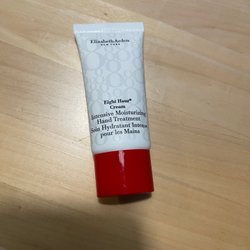 Elizabeth Arden
NEW YORK
Eight Hour®
Cream
Intensive Moisturizing
Hand Treatment
Soin Hydratant Intensif
pour les Mains